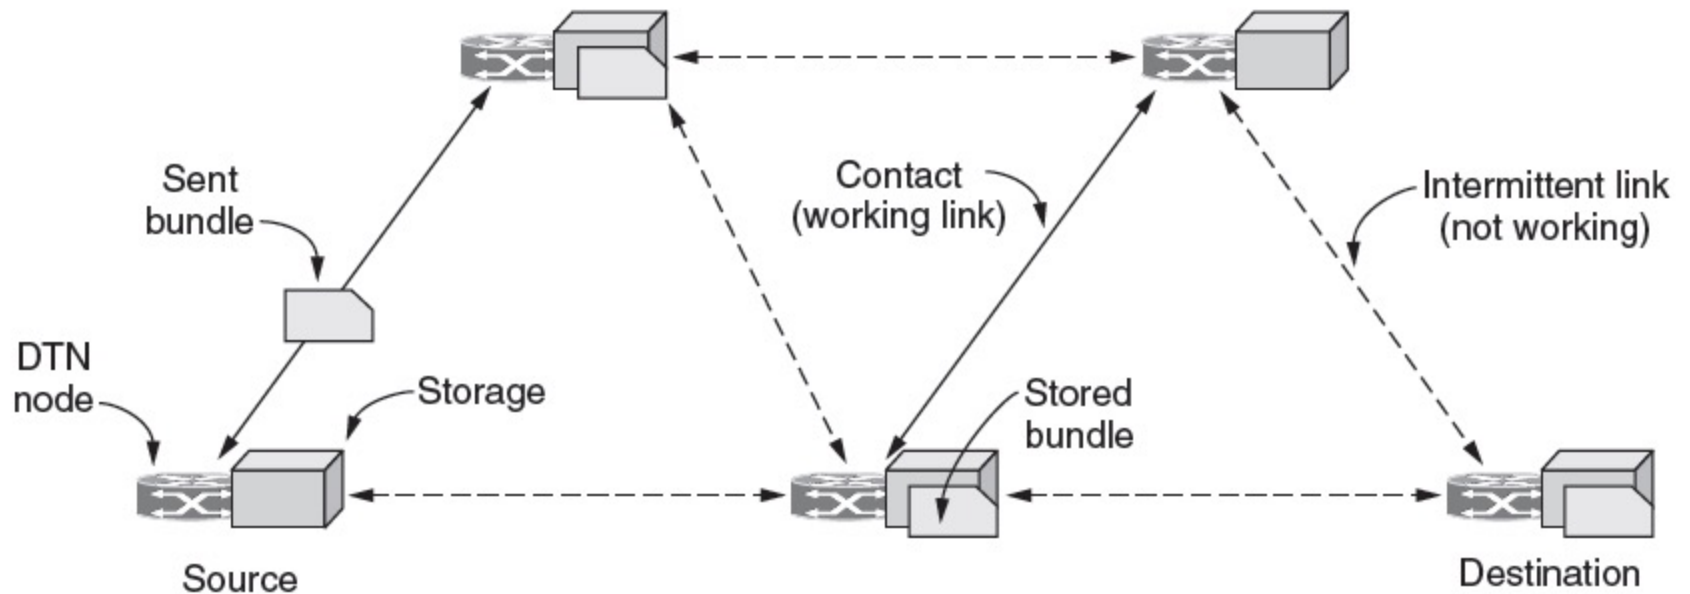 Sent
bundle
Contact
(working link)
Intermittent link
(not working)
DTN
node
Storage
Stored
bundle
Source
Destination